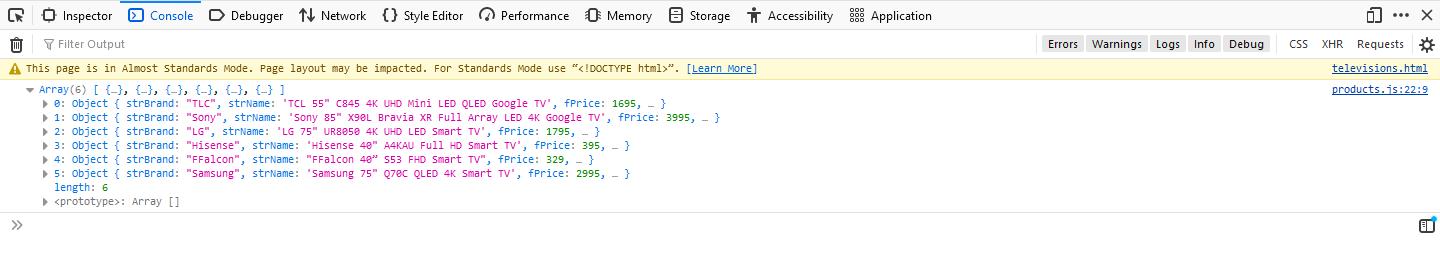 Inspector Console Debugger Network Style Editor Performance Memory Storage Accessibility Application
Filter Output Errors Warnings Logs Info Debug CSS XHR Requests
This page is in Almost Standards Mode. Page layout may be impacted. For Standards Mode use “<!DOCTYPE html>”. [Learn More] televisions.html
Array(6) [ {…}, {…}, {…}, {…}, {…}, {…} ] products.js:22:9
0: Object { strBrand: "TLC", strName: 'TCL 55" C845 4K UHD Mini LED QLED Google TV', fPrice: 1695, … }
1: Object { strBrand: "Sony", strName: 'Sony 85" X90L Bravia XR Full Array LED 4K Google TV', fPrice: 3995, … }
2: Object { strBrand: "LG", strName: 'LG 75" UR8050 4K UHD LED Smart TV', fPrice: 1795, … }
3: Object { strBrand: "Hisense", strName: 'Hisense 40" A4KAU Full HD Smart TV', fPrice: 395, … }
4: Object { strBrand: "FFalcon", strName: "FFalcon 40” S53 FHD Smart TV", fPrice: 329, … }
5: Object { strBrand: "Samsung", strName: 'Samsung 75" Q70C QLED 4K Smart TV', fPrice: 2995, … }
length: 6
<prototype>: Array []